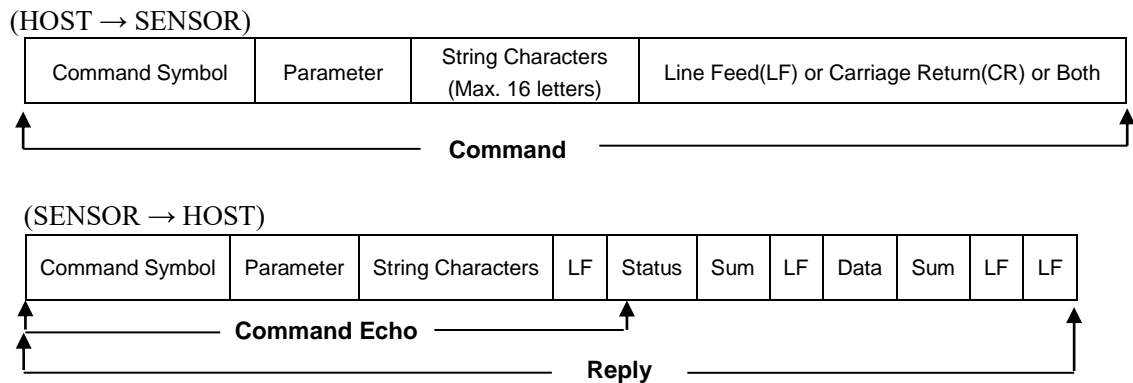 (HOST → SENSOR)
Command Symbol Parameter String Characters (Max. 16 letters) Line Feed(LF) or Carriage Return(CR) or Both
Command
(SENSOR → HOST)
Command Symbol Parameter String Characters LF Status Sum LF Data Sum LF LF
Command Echo
Reply